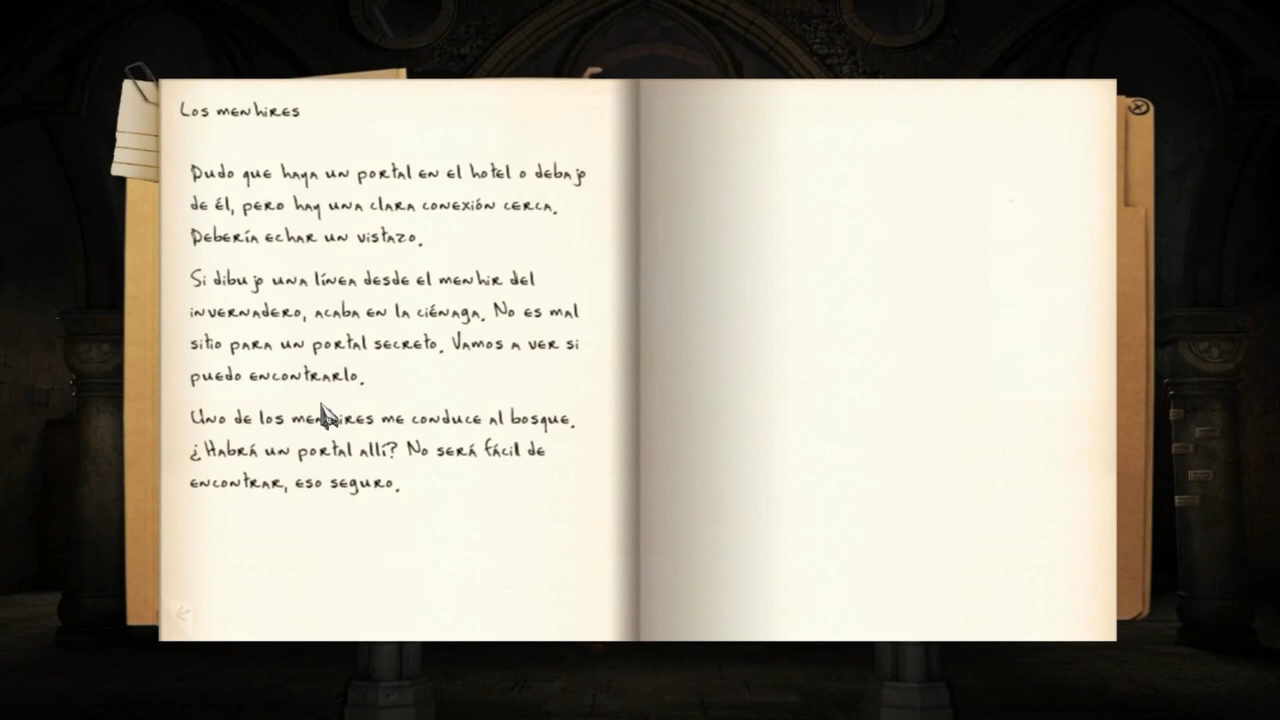 Los menhires
Dudo que haya un portal en el hotel o debajo
de él, pero hay una clara conexión cerca.
Debería echar un vistazo.
Si dibujo una línea desde el menhir del
invernadero, acaba en la ciénaga. No es mal
sitio para un portal secreto. Vamos a ver si
puedo encontrarlo.
Uno de los menhires me conduce al bosque.
¿Habrá un portal allí? No será fácil de
encontrar, eso seguro.